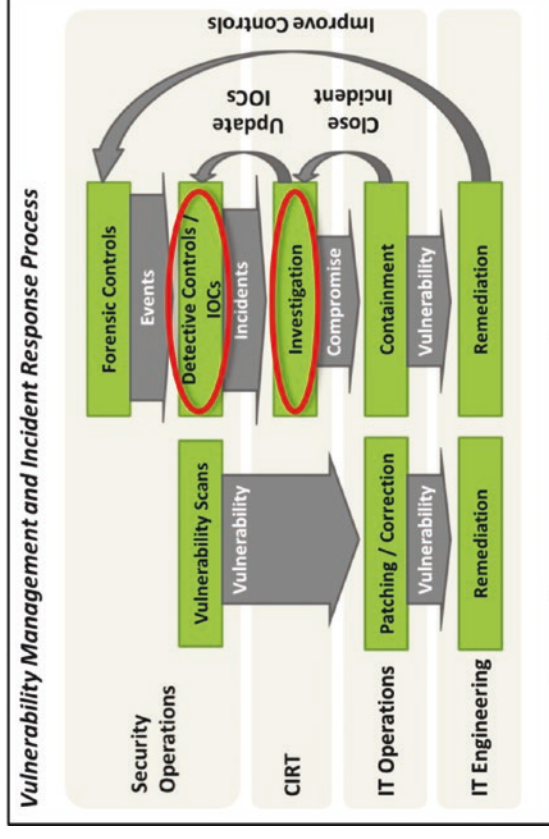 Vulnerability Management and Incident Response Process
Security
Operations
CIRT
IT Operations
IT Engineering
Vulnerability Scans
Vulnerability
Patching / Correction
Vulnerability
Remediation
Forensic Controls
Events
Detective Controls /
IOCs
Incidents
Investigation
Compromise
Containment
Vulnerability
Remediation
Update
IOCs
Close
Incident
Improve Controls